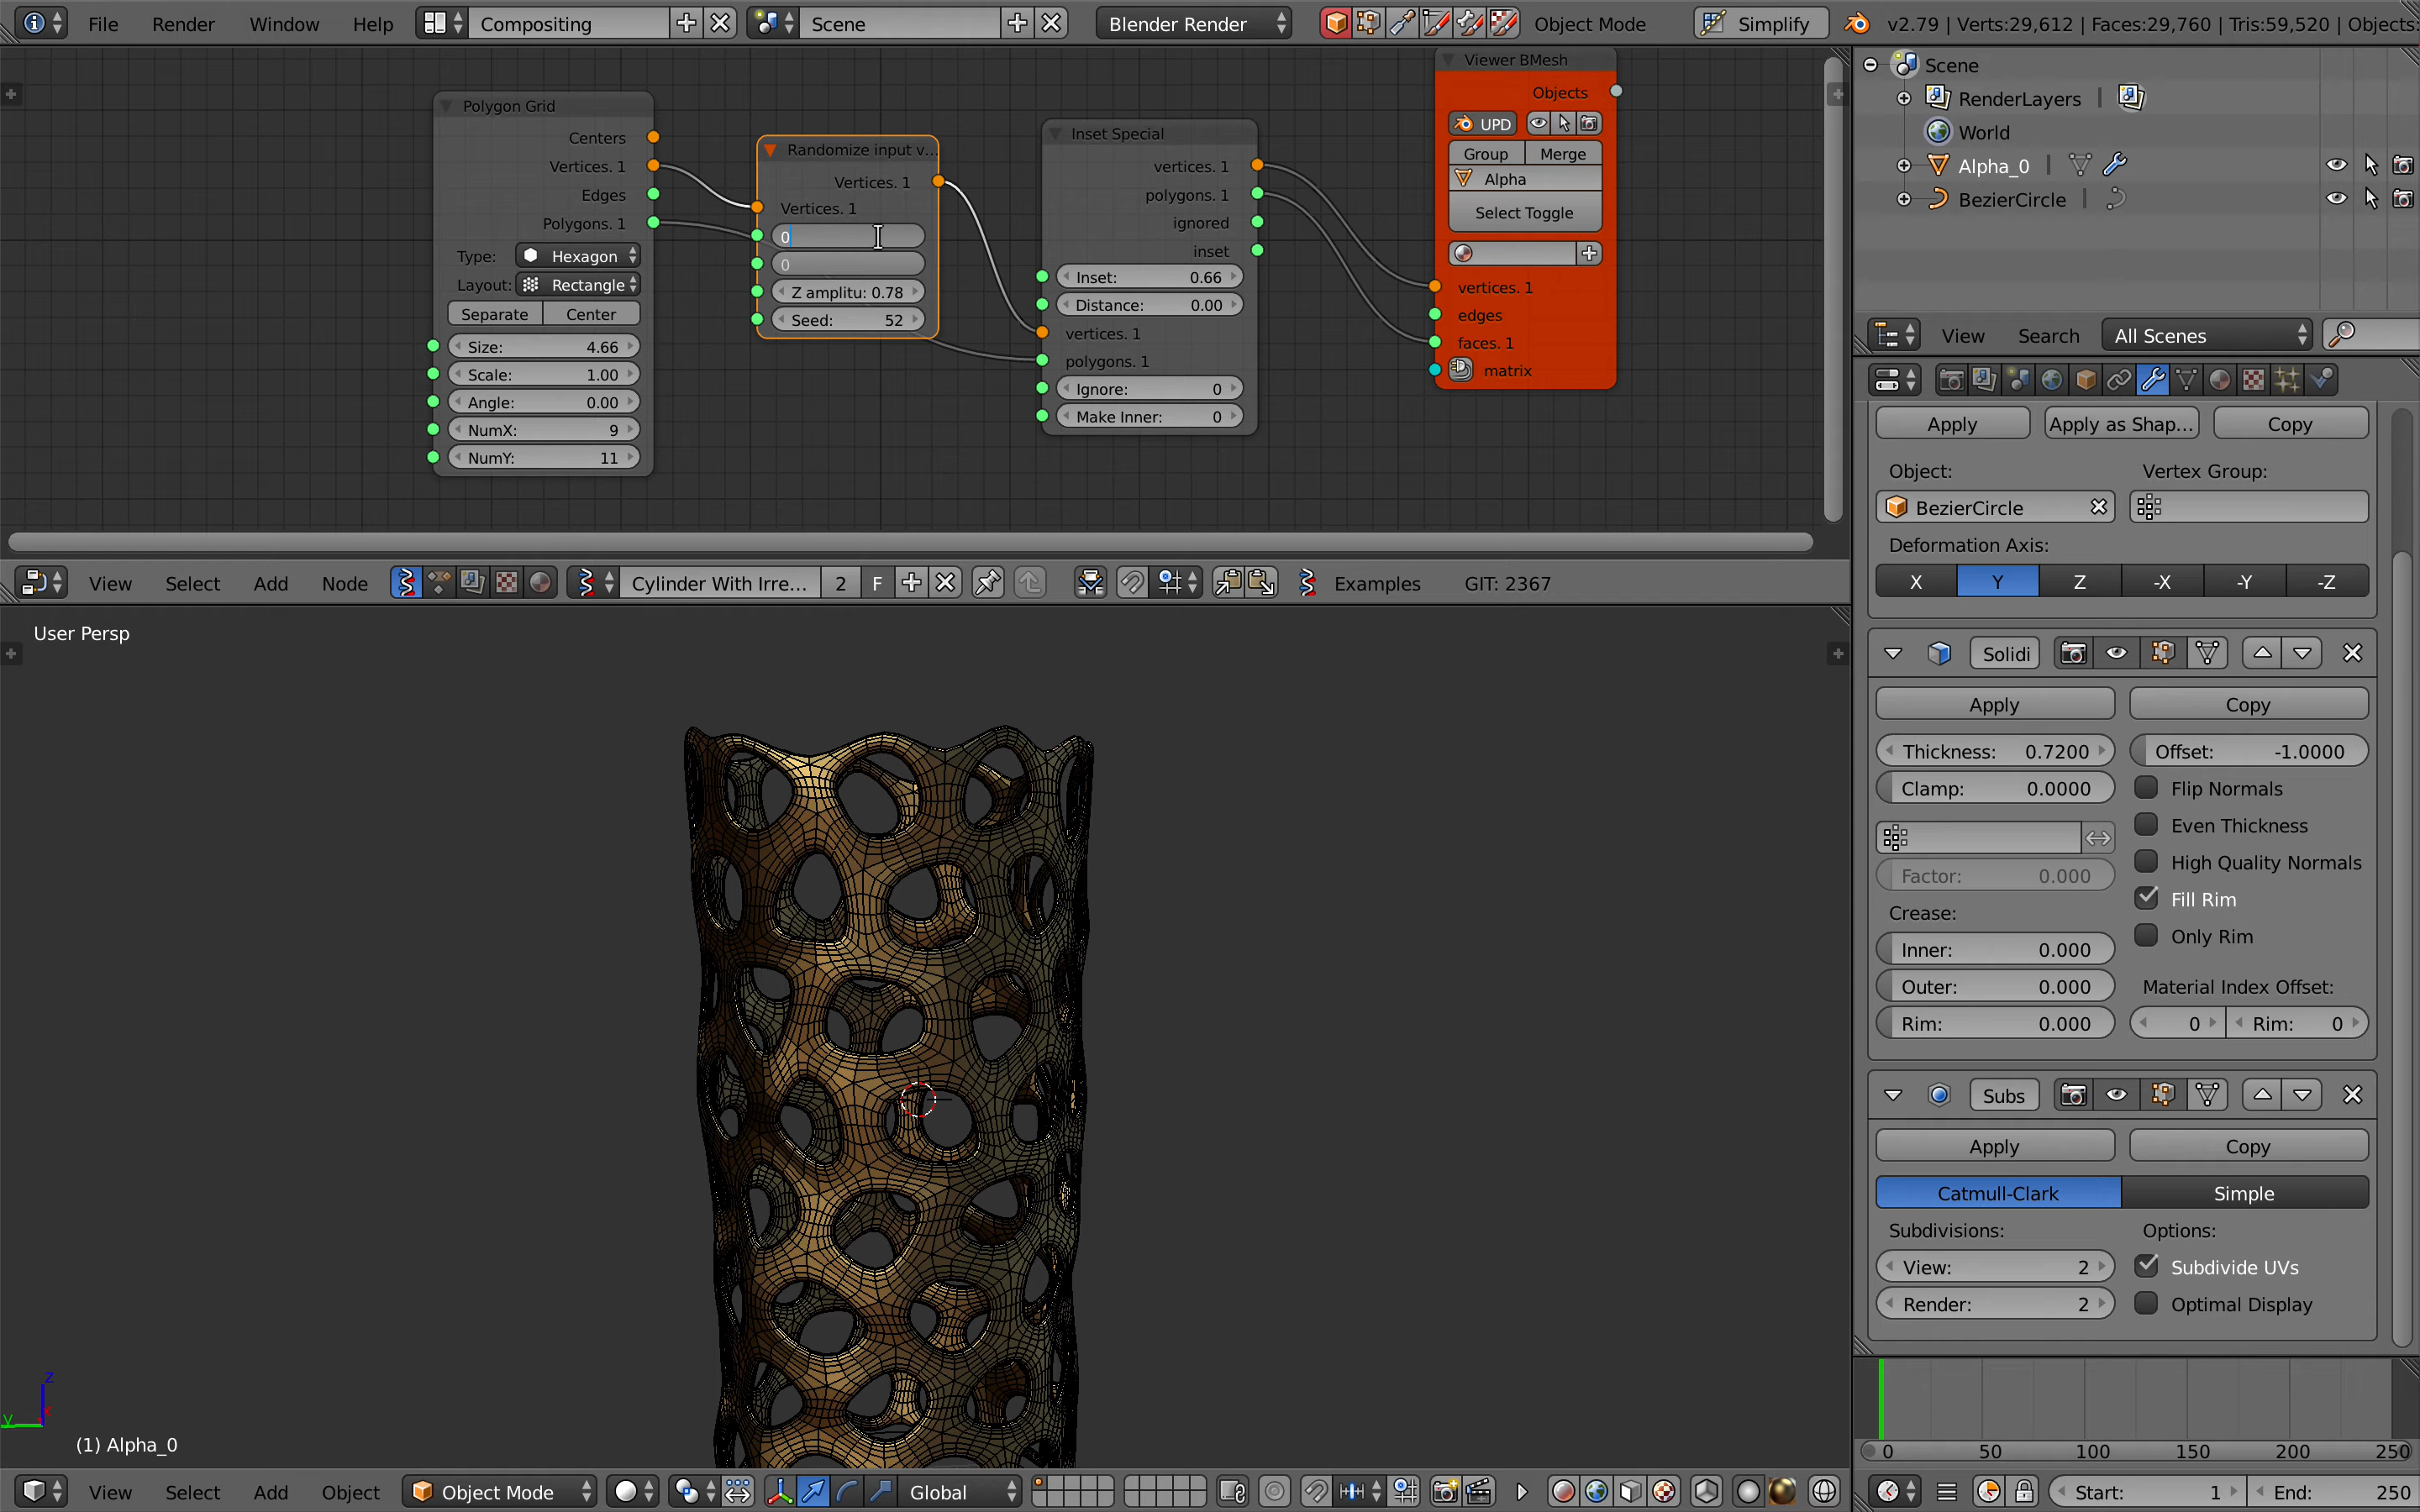 File Render Window Help Compositing Scene Blender Render Object Mode Simplify v2.79 | Verts:29,612 | Faces:29,760 | Tris:59,520 | Objects:
Polygon Grid
Centers
Vertices. 1
Edges
Polygons. 1
Type: Hexagon
Layout: Rectangle
Separate Center
Size: 4.66
Scale: 1.00
Angle: 0.00
NumX: 9
NumY: 11
Randomize input v...
Vertices. 1
Vertices. 1
0
0
Z amplitu: 0.78
Seed: 52
Inset Special
vertices. 1
polygons. 1
ignored
inset
Inset: 0.66
Distance: 0.00
vertices. 1
polygons. 1
Ignore: 0
Make Inner: 0
Viewer BMesh
Objects
UPD
Group Merge
Alpha
Select Toggle
vertices. 1
edges
faces. 1
matrix
View Select Add Node Cylinder With Irre... 2 F Examples GIT: 2367
User Persp
z
y
x
(1) Alpha_0
View Select Add Object Object Mode Global
Scene
RenderLayers |
World
Alpha_0 |
BezierCircle |
View Search All Scenes
Apply Apply as Shap... Copy
Object: Vertex Group:
BezierCircle
Deformation Axis:
X Y Z -X -Y -Z
Solidi
Apply Copy
Thickness: 0.7200 Offset: -1.0000
Clamp: 0.0000 Flip Normals
Even Thickness
High Quality Normals
Factor: 0.000 Fill Rim
Crease: Only Rim
Inner: 0.000
Outer: 0.000 Material Index Offset:
Rim: 0.000 0 Rim: 0
Subs
Apply Copy
Catmull-Clark Simple
Subdivisions: Options:
View: 2 Subdivide UVs
Render: 2 Optimal Display
0 50 100 150 200 250
Start: 1 End: 250